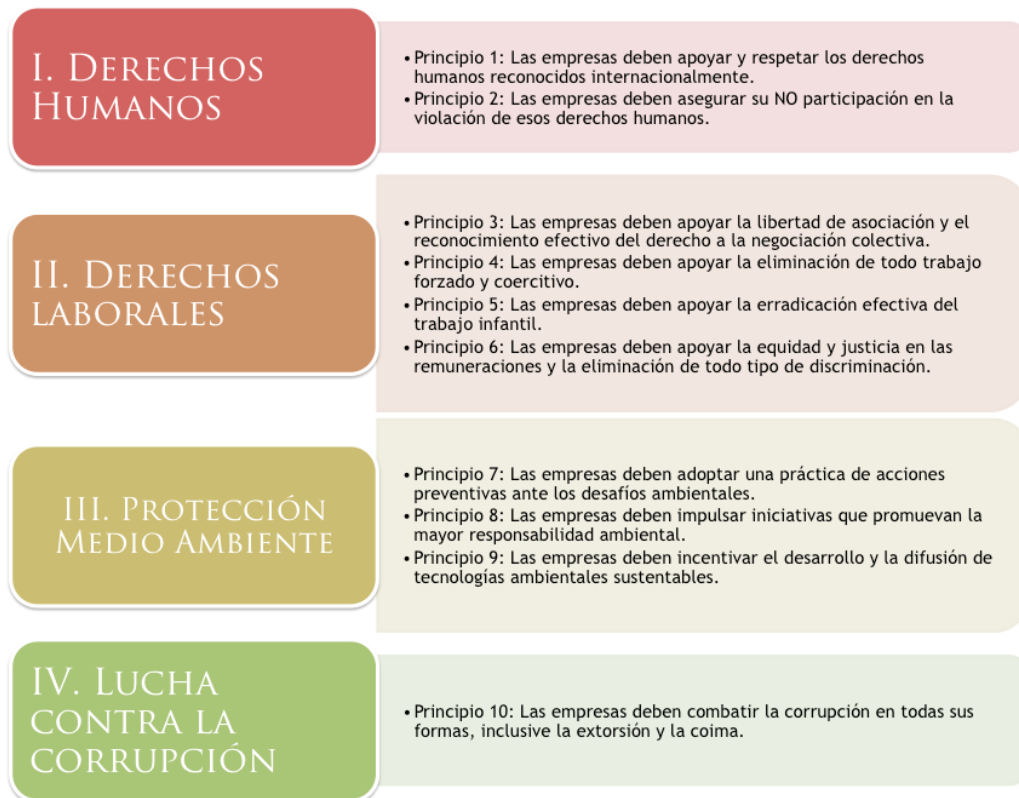 I. Derechos
Humanos
• Principio 1: Las empresas deben apoyar y respetar los derechos
humanos reconocidos internacionalmente.
• Principio 2: Las empresas deben asegurar su NO participación en la
violación de esos derechos humanos.
II. Derechos
laborales
• Principio 3: Las empresas deben apoyar la libertad de asociación y el
reconocimiento efectivo del derecho a la negociación colectiva.
• Principio 4: Las empresas deben apoyar la eliminación de todo trabajo
forzado y coercitivo.
• Principio 5: Las empresas deben apoyar la erradicación efectiva del
trabajo infantil.
• Principio 6: Las empresas deben apoyar la equidad y justicia en las
remuneraciones y la eliminación de todo tipo de discriminación.
III. Protección
Medio Ambiente
• Principio 7: Las empresas deben adoptar una práctica de acciones
preventivas ante los desafíos ambientales.
• Principio 8: Las empresas deben impulsar iniciativas que promuevan la
mayor responsabilidad ambiental.
• Principio 9: Las empresas deben incentivar el desarrollo y la difusión de
tecnologías ambientales sustentables.
IV. Lucha
contra la
corrupción
• Principio 10: Las empresas deben combatir la corrupción en todas sus
formas, inclusive la extorsión y la coima.